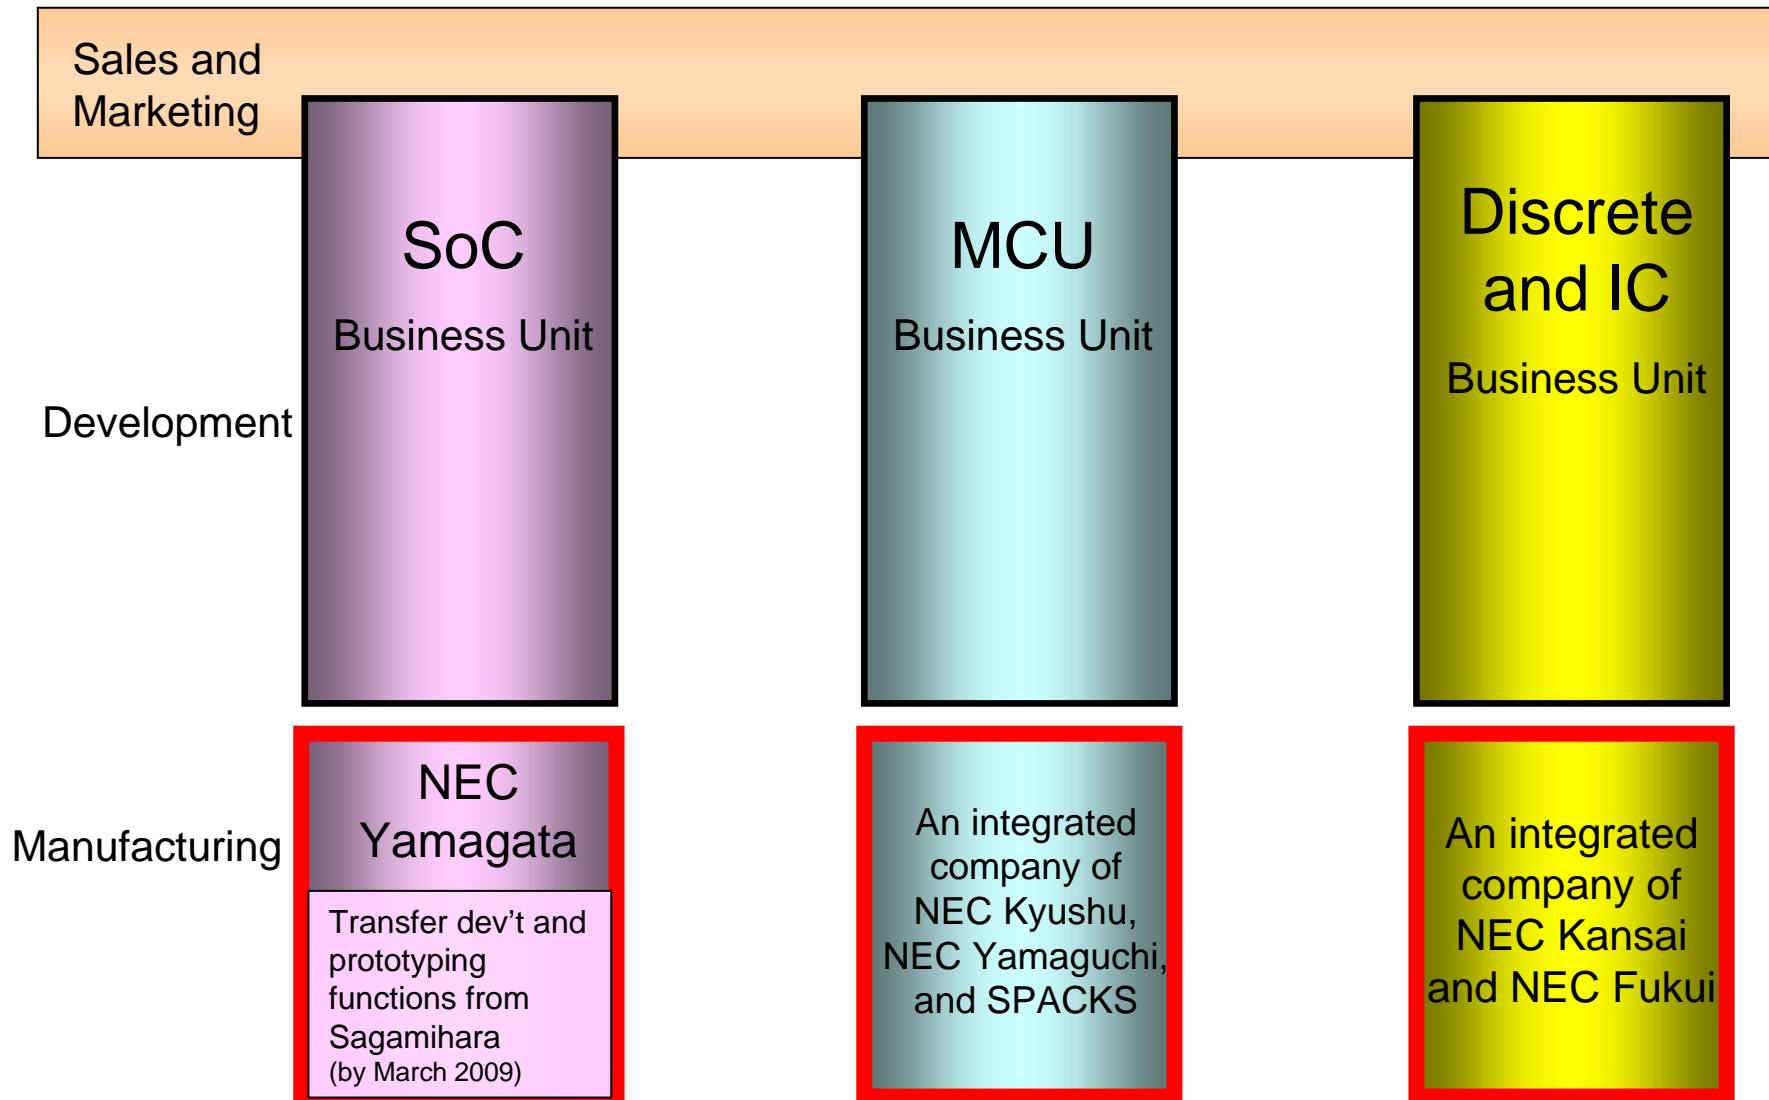 Sales and
Marketing
SoC
Business Unit
MCU
Business Unit
Discrete
and IC
Business Unit
Development
Manufacturing
NEC
Yamagata
Transfer dev’t and
prototyping
functions from
Sagamihara
(by March 2009)
An integrated
company of
NEC Kyushu,
NEC Yamaguchi,
and SPACKS
An integrated
company of
NEC Kansai
and NEC Fukui